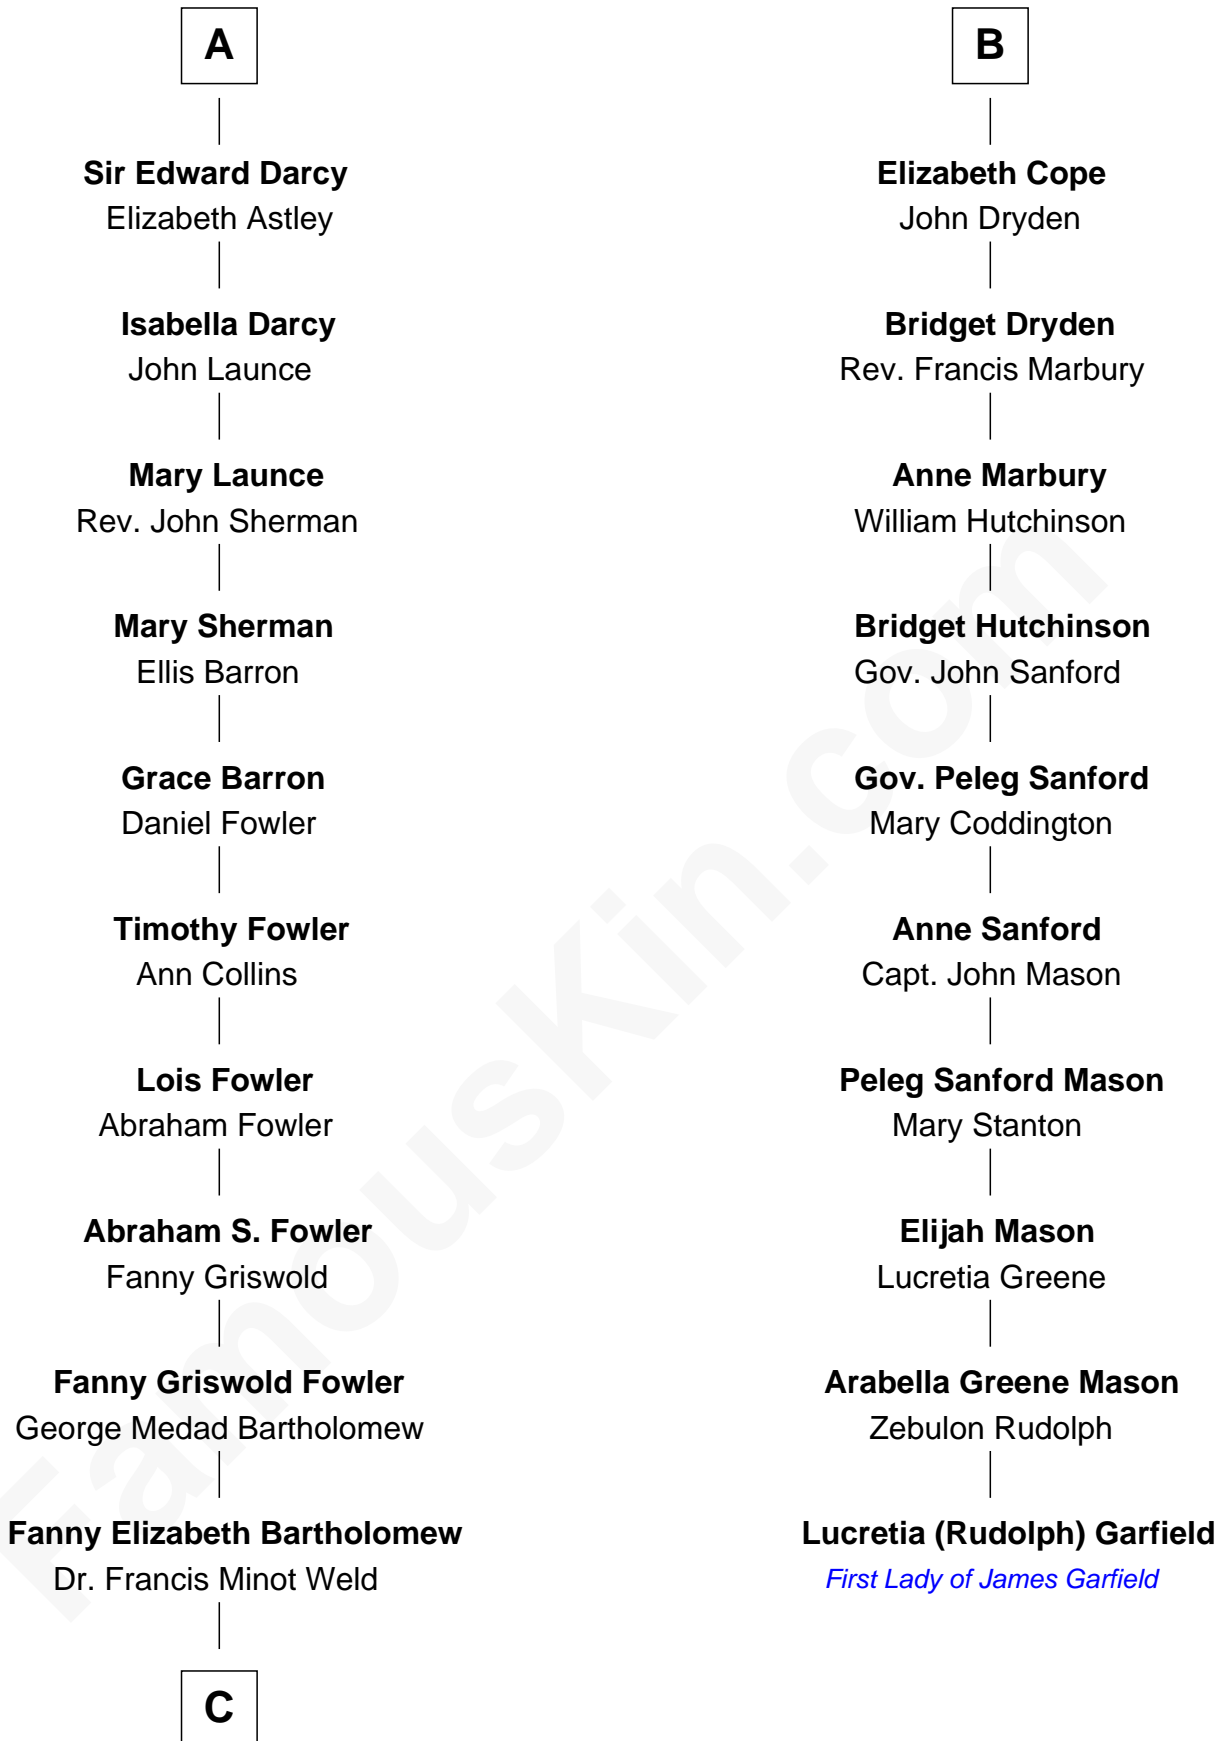 A
Sir Edward Darcy
Elizabeth Astley
Isabella Darcy
John Launce
Mary Launce
Rev. John Sherman
Mary Sherman
Ellis Barron
Grace Barron
Daniel Fowler
Timothy Fowler
Ann Collins
Lois Fowler
Abraham Fowler
Abraham S. Fowler
Fanny Griswold
Fanny Griswold Fowler
George Medad Bartholomew
Fanny Elizabeth Bartholomew
Dr. Francis Minot Weld
C
B
Elizabeth Cope
John Dryden
Bridget Dryden
Rev. Francis Marbury
Anne Marbury
William Hutchinson
Bridget Hutchinson
Gov. John Sanford
Gov. Peleg Sanford
Mary Coddington
Anne Sanford
Capt. John Mason
Peleg Sanford Mason
Mary Stanton
Elijah Mason
Lucretia Greene
Arabella Greene Mason
Zebulon Rudolph
Lucretia (Rudolph) Garfield
First Lady of James Garfield
FamousKin.com